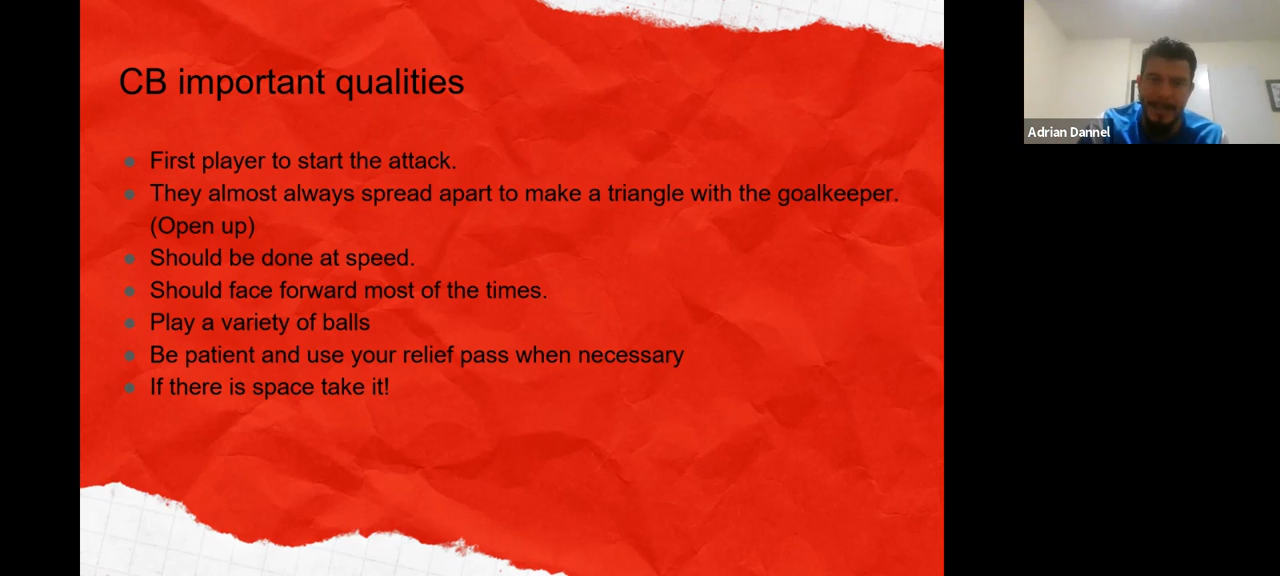 CB important qualities
First player to start the attack.
They almost always spread apart to make a triangle with the goalkeeper.
(Open up)
Should be done at speed.
Should face forward most of the times.
Play a variety of balls
Be patient and use your relief pass when necessary
If there is space take it!
Adrian Dannel